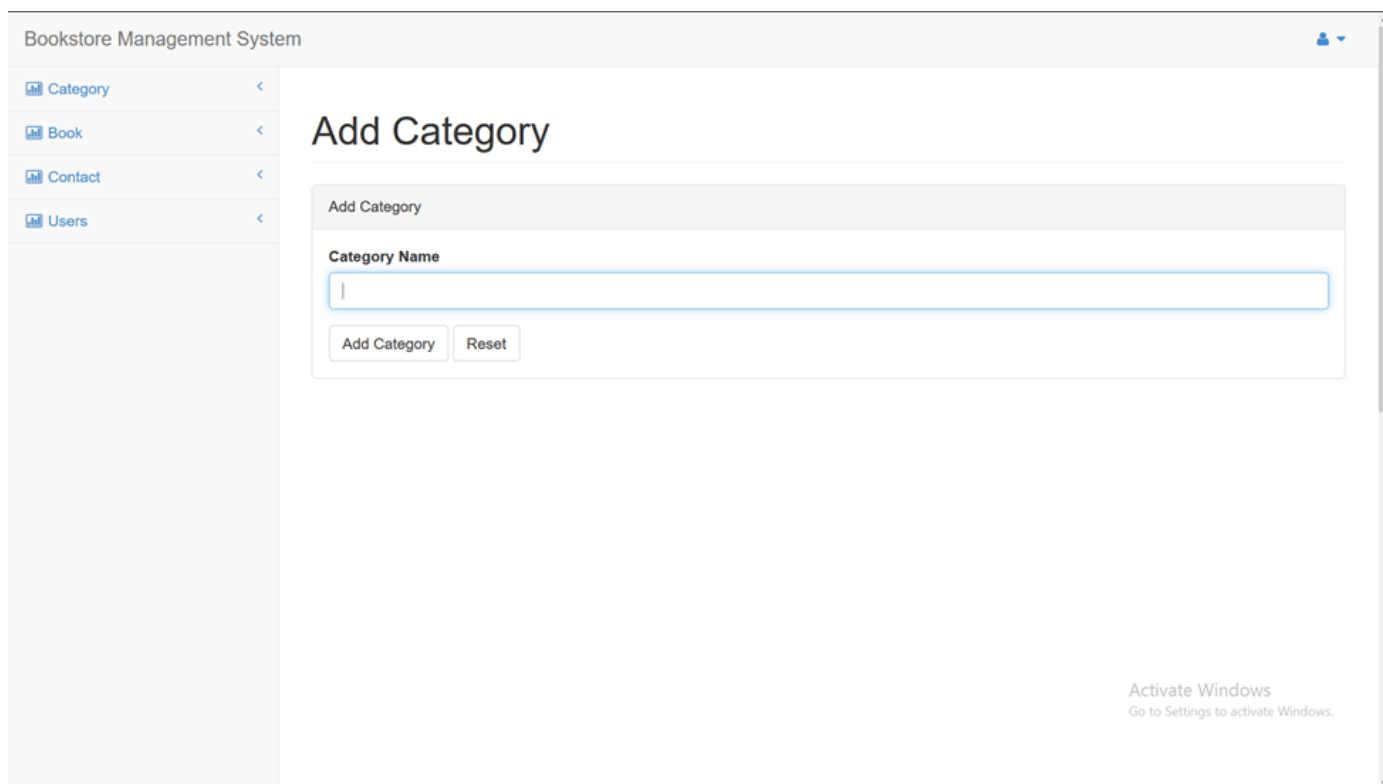 Bookstore Management System
Category
Book
Contact
Users
Add Category
Add Category
Category Name
Add Category Reset
Activate Windows
Go to Settings to activate Windows.